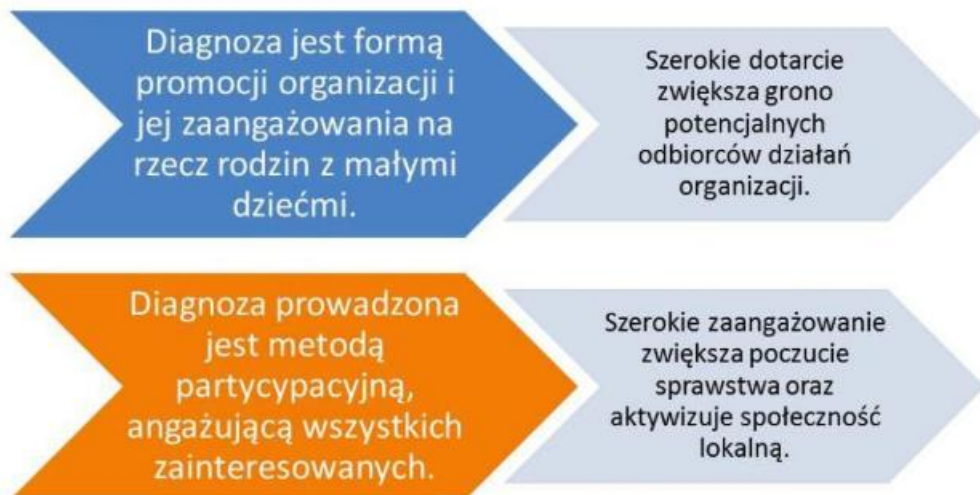 Diagnoza jest formą
promocji organizacji i
jej zaangażowania na
rzecz rodzin z małymi
dziećmi.
Szerokie dotarcie
zwiększa grono
potencjalnych
odbiorców działań
organizacji.
Diagnoza prowadzona
jest metodą
partycypacyjną,
angażującą wszystkich
zainteresowanych.
Szerokie zaangażowanie
zwiększa poczucie
sprawstwa oraz
aktywizuje społeczność
lokalną.